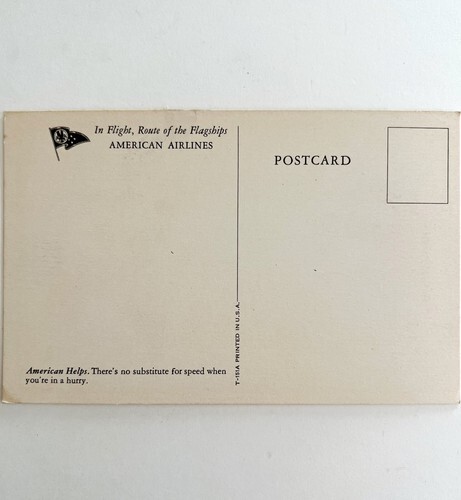 In Flight, Route of the Flagships
AMERICAN AIRLINES
POSTCARD
American Helps. There's no substitute for speed when
you're in a hurry.
T-151A PRINTED IN U.S.A.